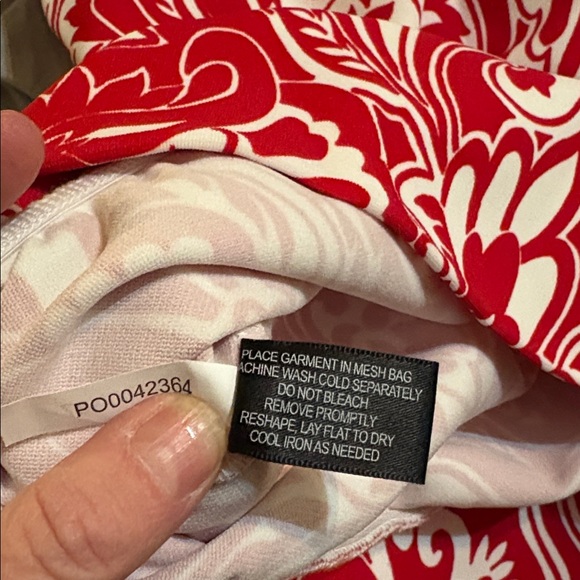 PO0042364
PLACE GARMENT IN MESH BAG
ACHINE WASH COLD SEPARATELY
DO NOT BLEACH
REMOVE PROMPTLY
RESHAPE, LAY FLAT TO DRY
COOL IRON AS NEEDED